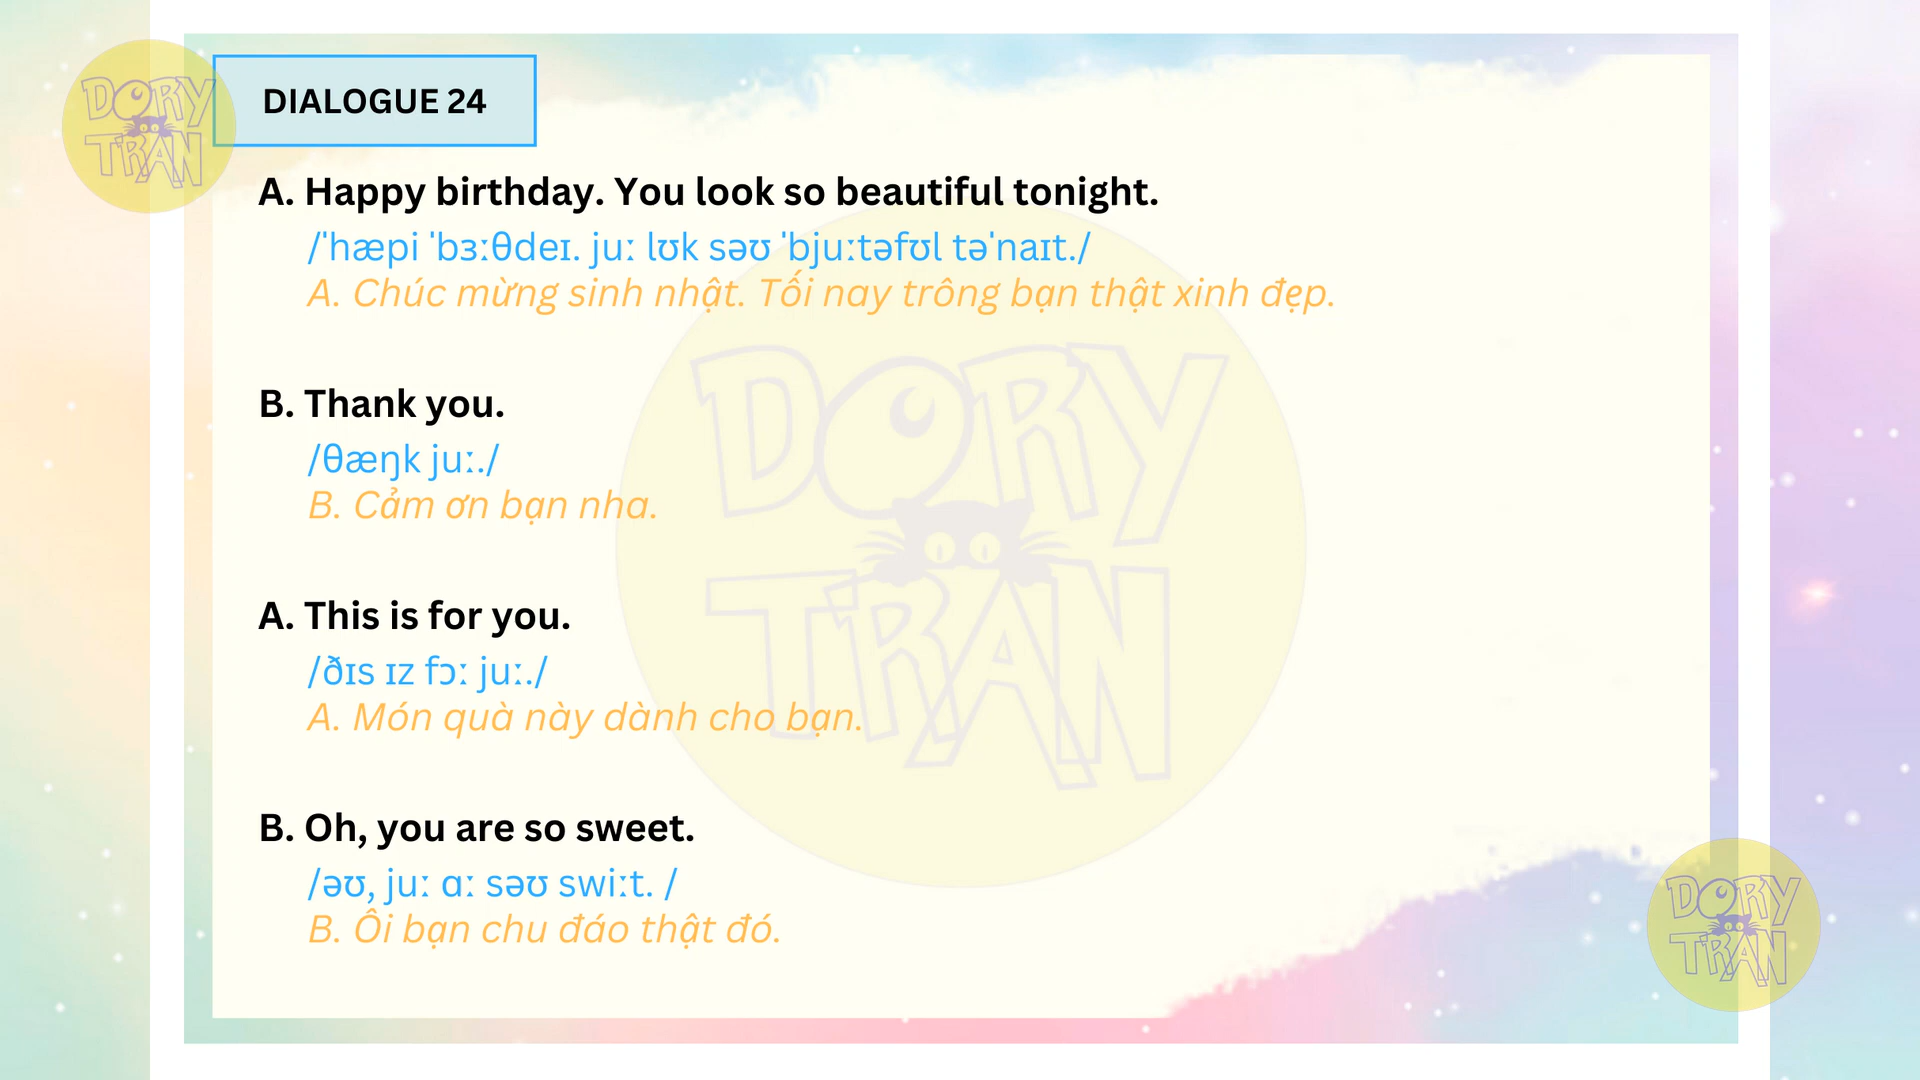 DORY
TRAN
DIALOGUE 24
A. Happy birthday. You look so beautiful tonight.
/ˈhæpi ˈbɜːθdeɪ. juː lʊk səʊ ˈbjuːtəfʊl təˈnaɪt./
A. Chúc mừng sinh nhật. Tối nay trông bạn thật xinh đẹp.
B. Thank you.
/θæŋk juː./
B. Cảm ơn bạn nha.
A. This is for you.
/ðɪs ɪz fɔː juː./
A. Món quà này dành cho bạn.
B. Oh, you are so sweet.
/əʊ, juː ɑː səʊ swiːt. /
B. Ôi bạn chu đáo thật đó.
DORY
TRAN
DORY
TRAN